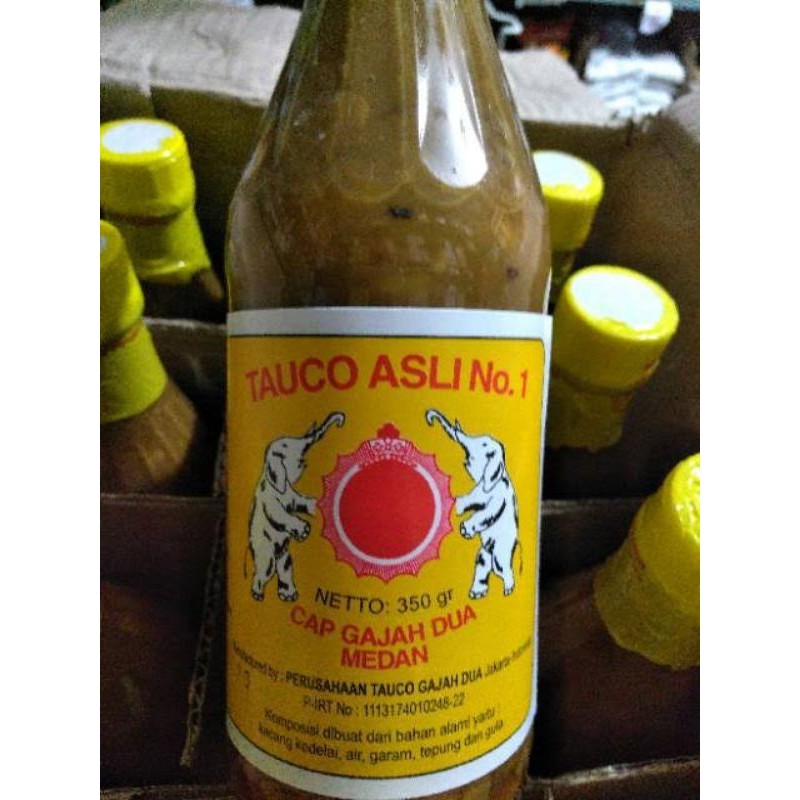 TAUCO ASLI No. 1
NETTO: 350 gr
CAP GAJAH DUA
MEDAN
by : PERUSAHAAN TAUCO GAJAH DUA Jakarta-
P-IRT No : 1113174010248-22
Komposisi dibuat dari bahan alami yaitu :
kacang kedelai, air, garam, tepung dan gula.